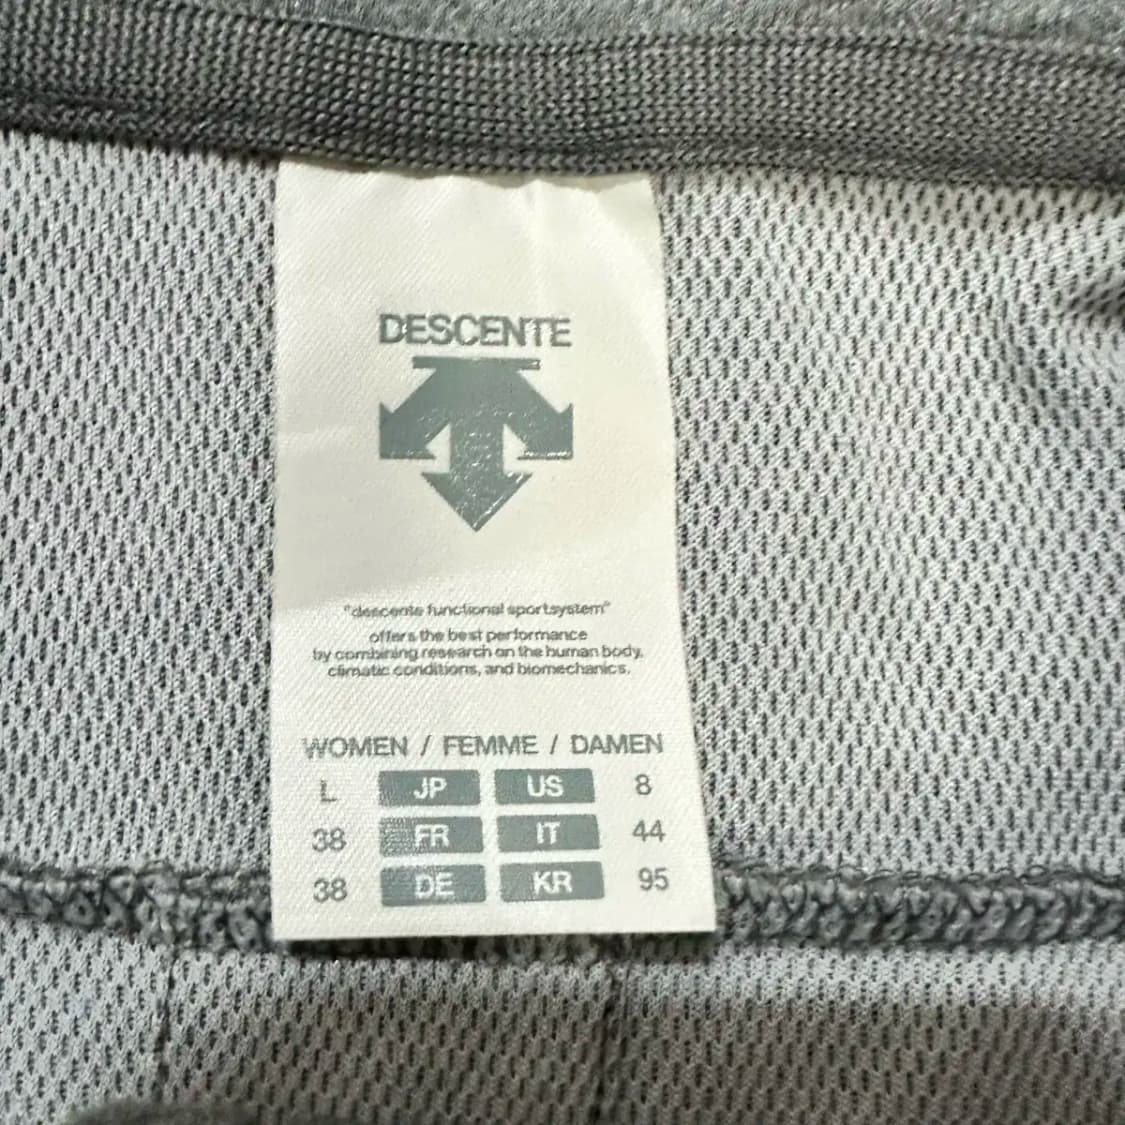 DESCENTE
"descente functional sportsystem"
offers the best performance
by combining research on the human body,
climatic conditions, and biomechanics.
WOMEN / FEMME / DAMEN
L JP US 8
38 FR IT 44
38 DE KR 95